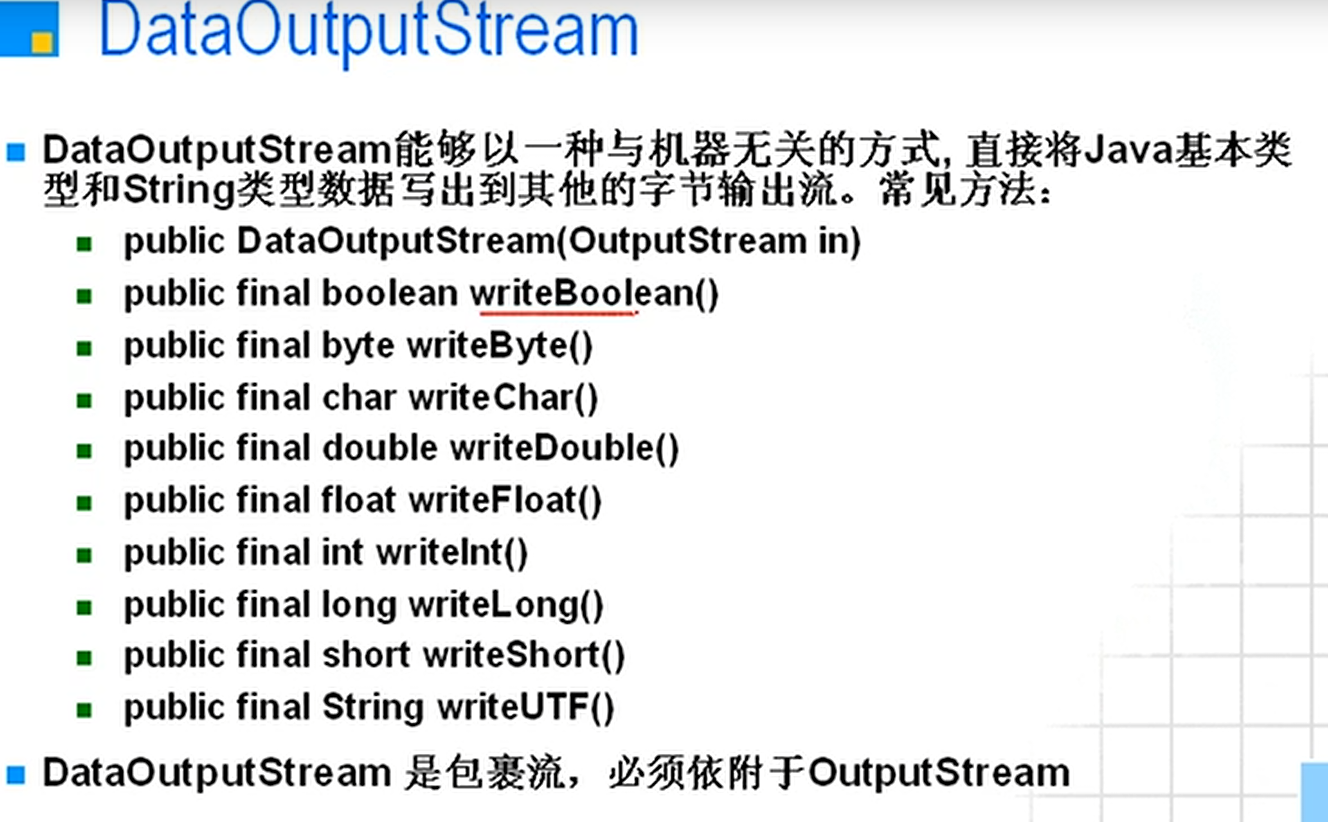 DataOutputStream
DataOutputStream能够以一种与机器无关的方式, 直接将Java基本类
型和String类型数据写出到其他的字节输出流。常见方法：
public DataOutputStream(OutputStream in)
public final boolean writeBoolean()
public final byte writeByte()
public final char writeChar()
public final double writeDouble()
public final float writeFloat()
public final int writeInt()
public final long writeLong()
public final short writeShort()
public final String writeUTF()
DataOutputStream 是包裹流，必须依附于OutputStream